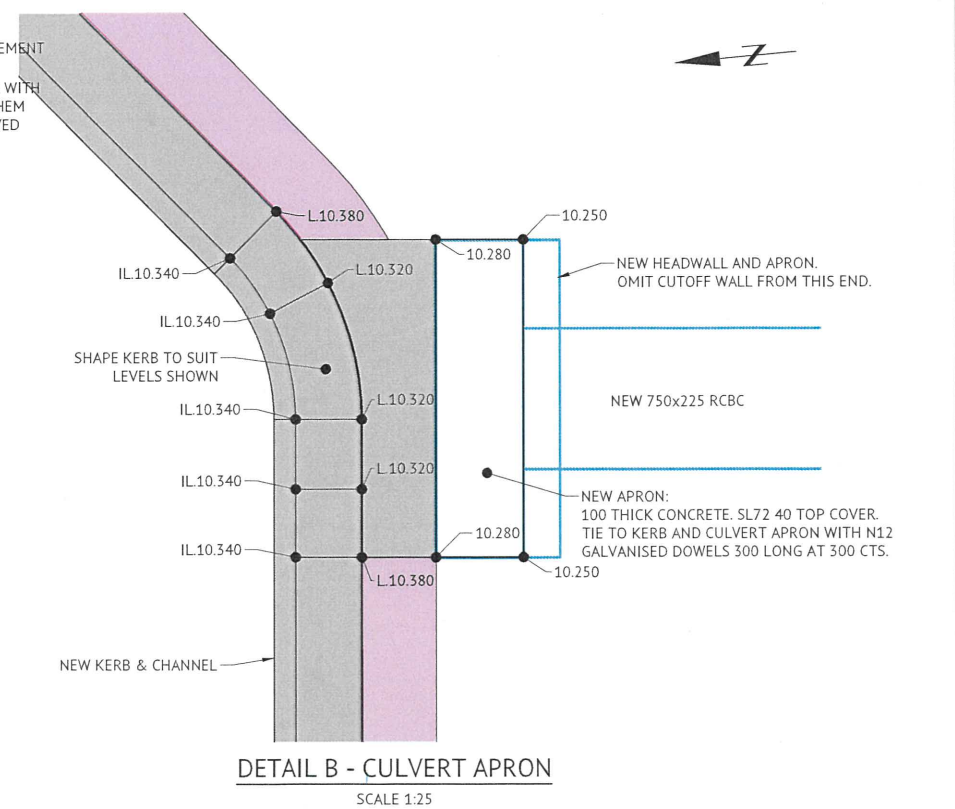 EMENT
WITH
HEM
VED
N
L.10.380
10.250
10.280
IL.10.340
L.10.320
NEW HEADWALL AND APRON.
OMIT CUTOFF WALL FROM THIS END.
IL.10.340
SHAPE KERB TO SUIT
LEVELS SHOWN
IL.10.340
L.10.320
NEW 750x225 RCBC
IL.10.340
L.10.320
NEW APRON:
100 THICK CONCRETE. SL72 40 TOP COVER.
TIE TO KERB AND CULVERT APRON WITH N12
GALVANISED DOWELS 300 LONG AT 300 CTS.
10.280
IL.10.340
L.10.380
10.250
NEW KERB & CHANNEL
DETAIL B - CULVERT APRON
SCALE 1:25